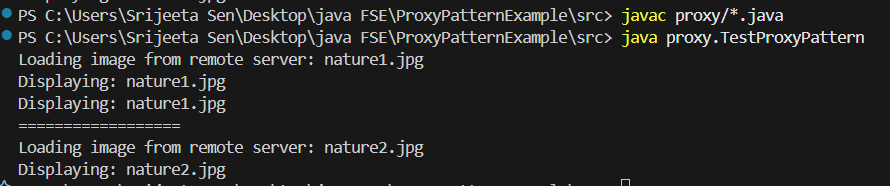 PS C:\Users\Srijeeta Sen\Desktop\java FSE\ProxyPatternExample\src> javac proxy/*.java
PS C:\Users\Srijeeta Sen\Desktop\java FSE\ProxyPatternExample\src> java proxy.TestProxyPattern
Loading image from remote server: nature1.jpg
Displaying: nature1.jpg
Displaying: nature1.jpg
==================
Loading image from remote server: nature2.jpg
Displaying: nature2.jpg